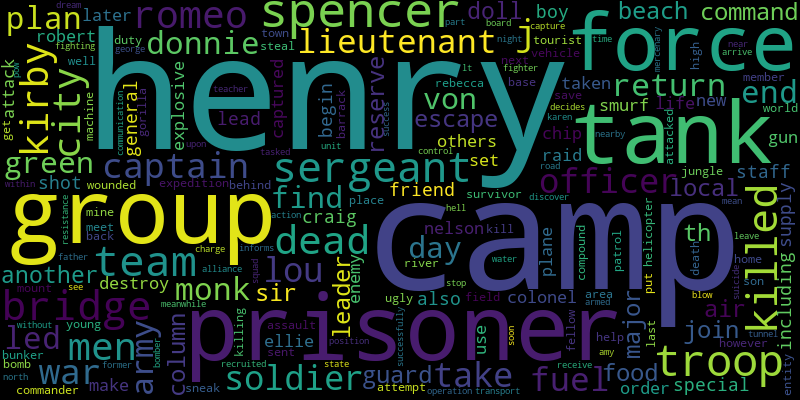 plan later romeo spencer doll boy beach command
robert j
kirby city donnie lieutenant force
attack duty town steal tourist
get well explosive reserve von taken return end
machine general gorilla henry tank
captured begin barrack base escape smurf life new world
green lead others chip attacked gun
captain sergeant set raid jungle staff
within shot wounded expedition behind friend officer local
group find dead craig place survivor nelson kill th
mine meet back team lou day camp killed
another destroy monk sir leader enemy ugly also colonel area
bridge prisoner major air
led men army column killing ellie use join
bunker war soldier guard take fuel food troop
bomb make sneak recruited attempt order special
commander north former state operation transport receive entity
dream pow fighting george teacher communication upon
tasked unit control rebecca karen road nearby
vehicle arrive near night part board capture time mercenary
high member save decides success fighter next lt
resistance father charge alliance action informs
see mount without young meanwhile squad
assault sent position successfully river water hell stop
field soon armed fellow help amy
plane compound patrol helicopter put last
discover death suicide home son mean leave
however blow tunnel including supply bomber